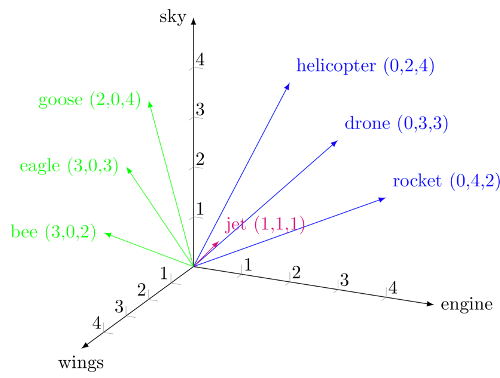 sky
4
helicopter (0,2,4)
goose (2,0,4)
3
drone (0,3,3)
eagle (3,0,3)
2
rocket (0,4,2)
1
jet (1,1,1)
bee (3,0,2)
1
1
2
2
3
3
4
4
engine
wings